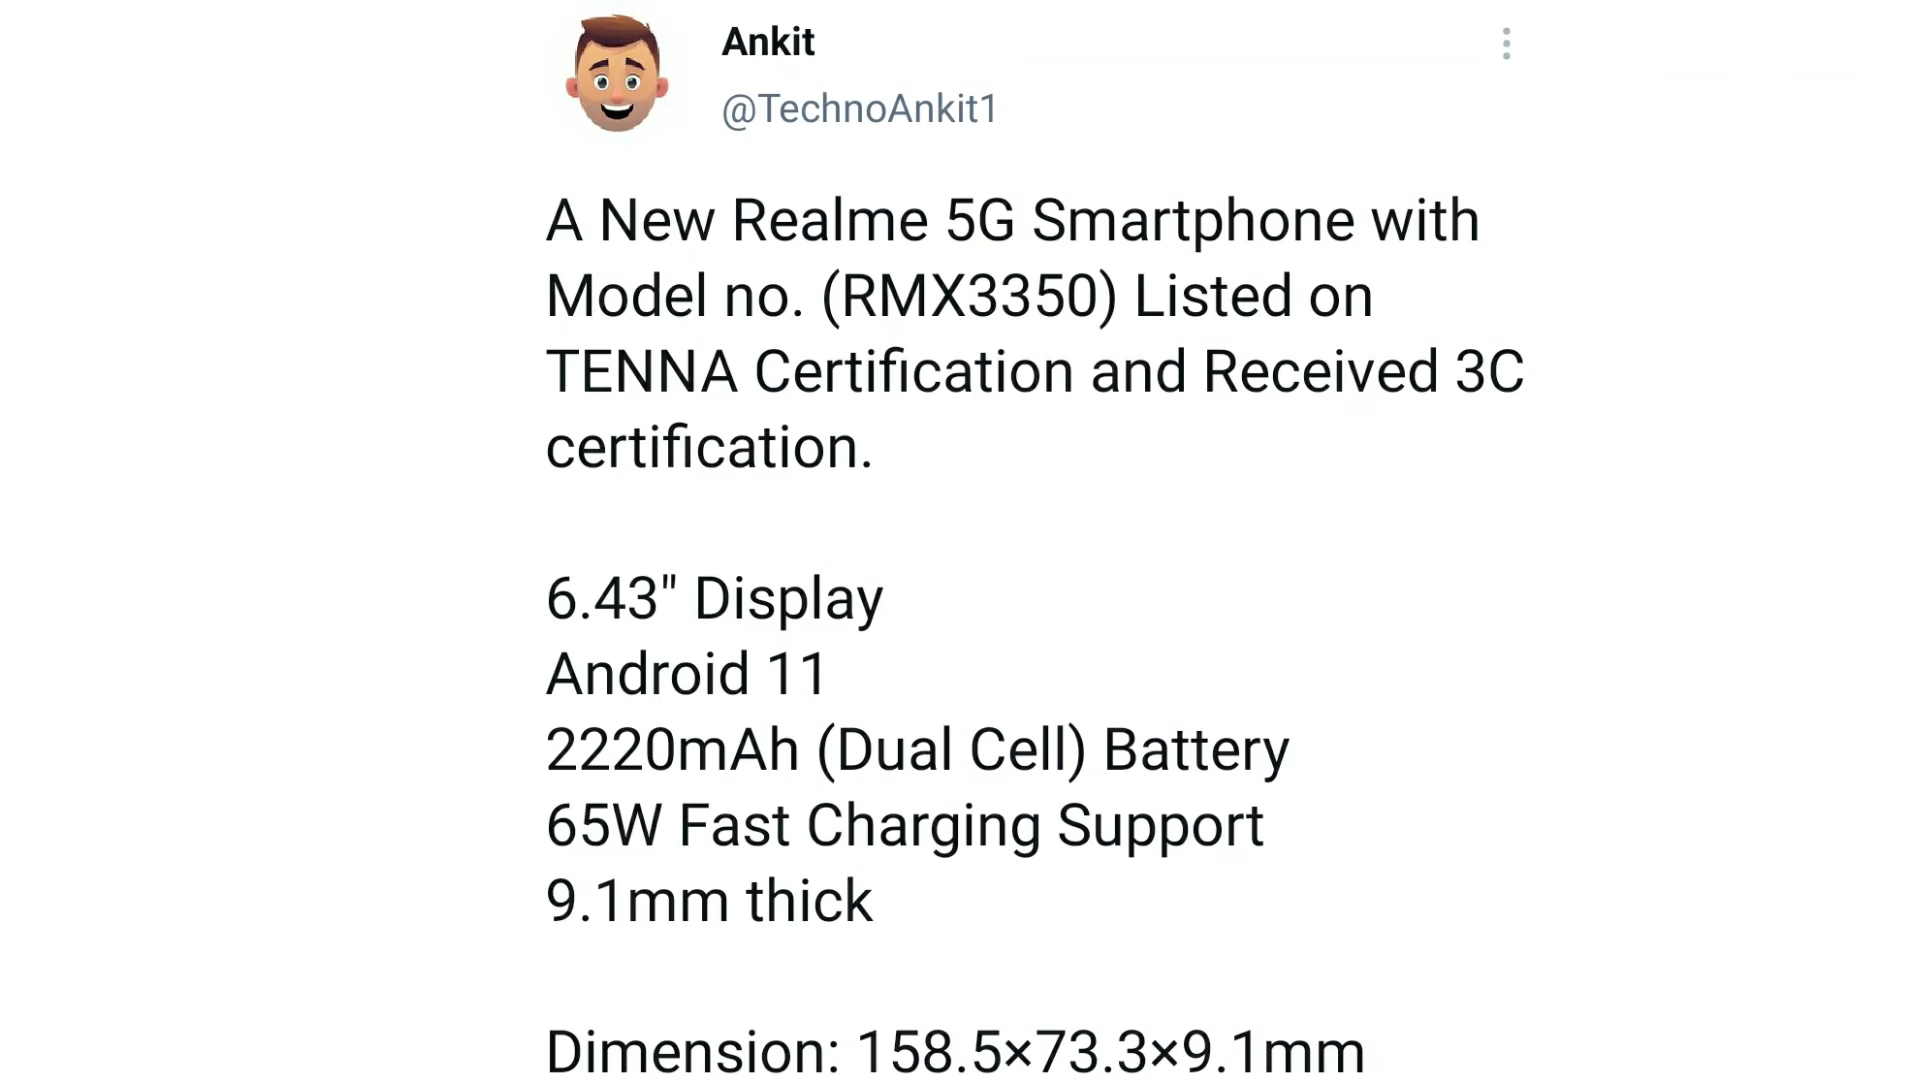 Ankit
@TechnoAnkit1
A New Realme 5G Smartphone with
Model no. (RMX3350) Listed on
TENNA Certification and Received 3C
certification.
6.43" Display
Android 11
2220mAh (Dual Cell) Battery
65W Fast Charging Support
9.1mm thick
Dimension: 158.5×73.3×9.1mm